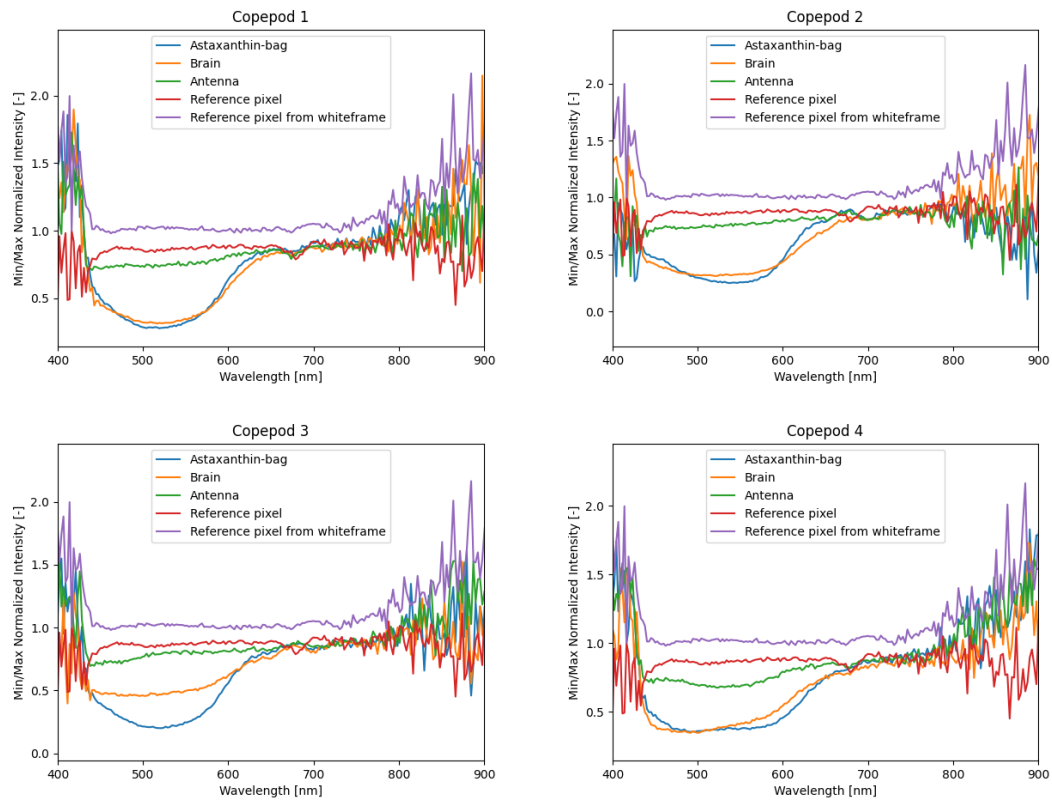 Copepod 1
Min/Max Normalized Intensity [-]
2.0
1.5
1.0
0.5
Astaxanthin-bag
Brain
Antenna
Reference pixel
Reference pixel from whiteframe
400 500 600 700 800 900
Wavelength [nm]
Copepod 2
Min/Max Normalized Intensity [-]
2.0
1.5
1.0
0.5
0.0
Astaxanthin-bag
Brain
Antenna
Reference pixel
Reference pixel from whiteframe
400 500 600 700 800 900
Wavelength [nm]
Copepod 3
Min/Max Normalized Intensity [-]
2.0
1.5
1.0
0.5
0.0
Astaxanthin-bag
Brain
Antenna
Reference pixel
Reference pixel from whiteframe
400 500 600 700 800 900
Wavelength [nm]
Copepod 4
Min/Max Normalized Intensity [-]
2.0
1.5
1.0
0.5
Astaxanthin-bag
Brain
Antenna
Reference pixel
Reference pixel from whiteframe
400 500 600 700 800 900
Wavelength [nm]